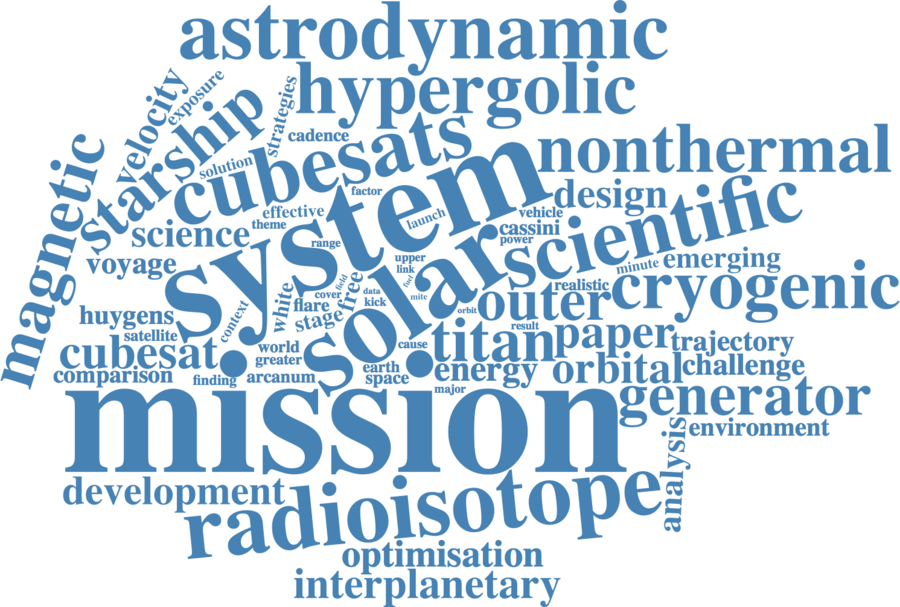 astrodynamic
hypergolic
velocity
exposure
strategies
starship
cadence
cubesats
solution
system
nonthermal
magnetic
factor
design
scientific
effective
theme
launch
vehicle
cassini
power
science
range
solar
voyage
upper
link
minute
emerging
realistic
cryogenic
huygens
satellite
context
white
flare
cover
field
free
data
kick
fuel
mite
stage
orbit
outer
result
titan
paper
trajectory
cubesat
world
greater
cause
earth
space
energy
orbital
challenge
comparison
finding
arcanum
major
mission
generator
environment
analysis
development
radioisotope
optimisation
interplanetary